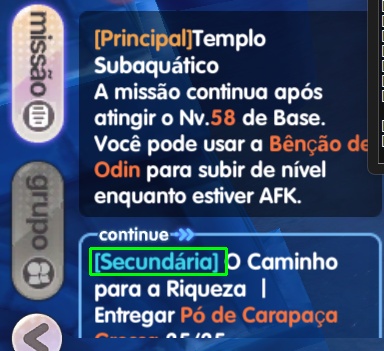 missão
grupo
[Principal]Templo
Subaquático
A missão continua após
atingir o Nv.58 de Base.
Você pode usar a Bênção de
Odin para subir de nível
enquanto estiver AFK.
continue
[Secundária] O Caminho
para a Riqueza |
Entregar Pó de Carapaça